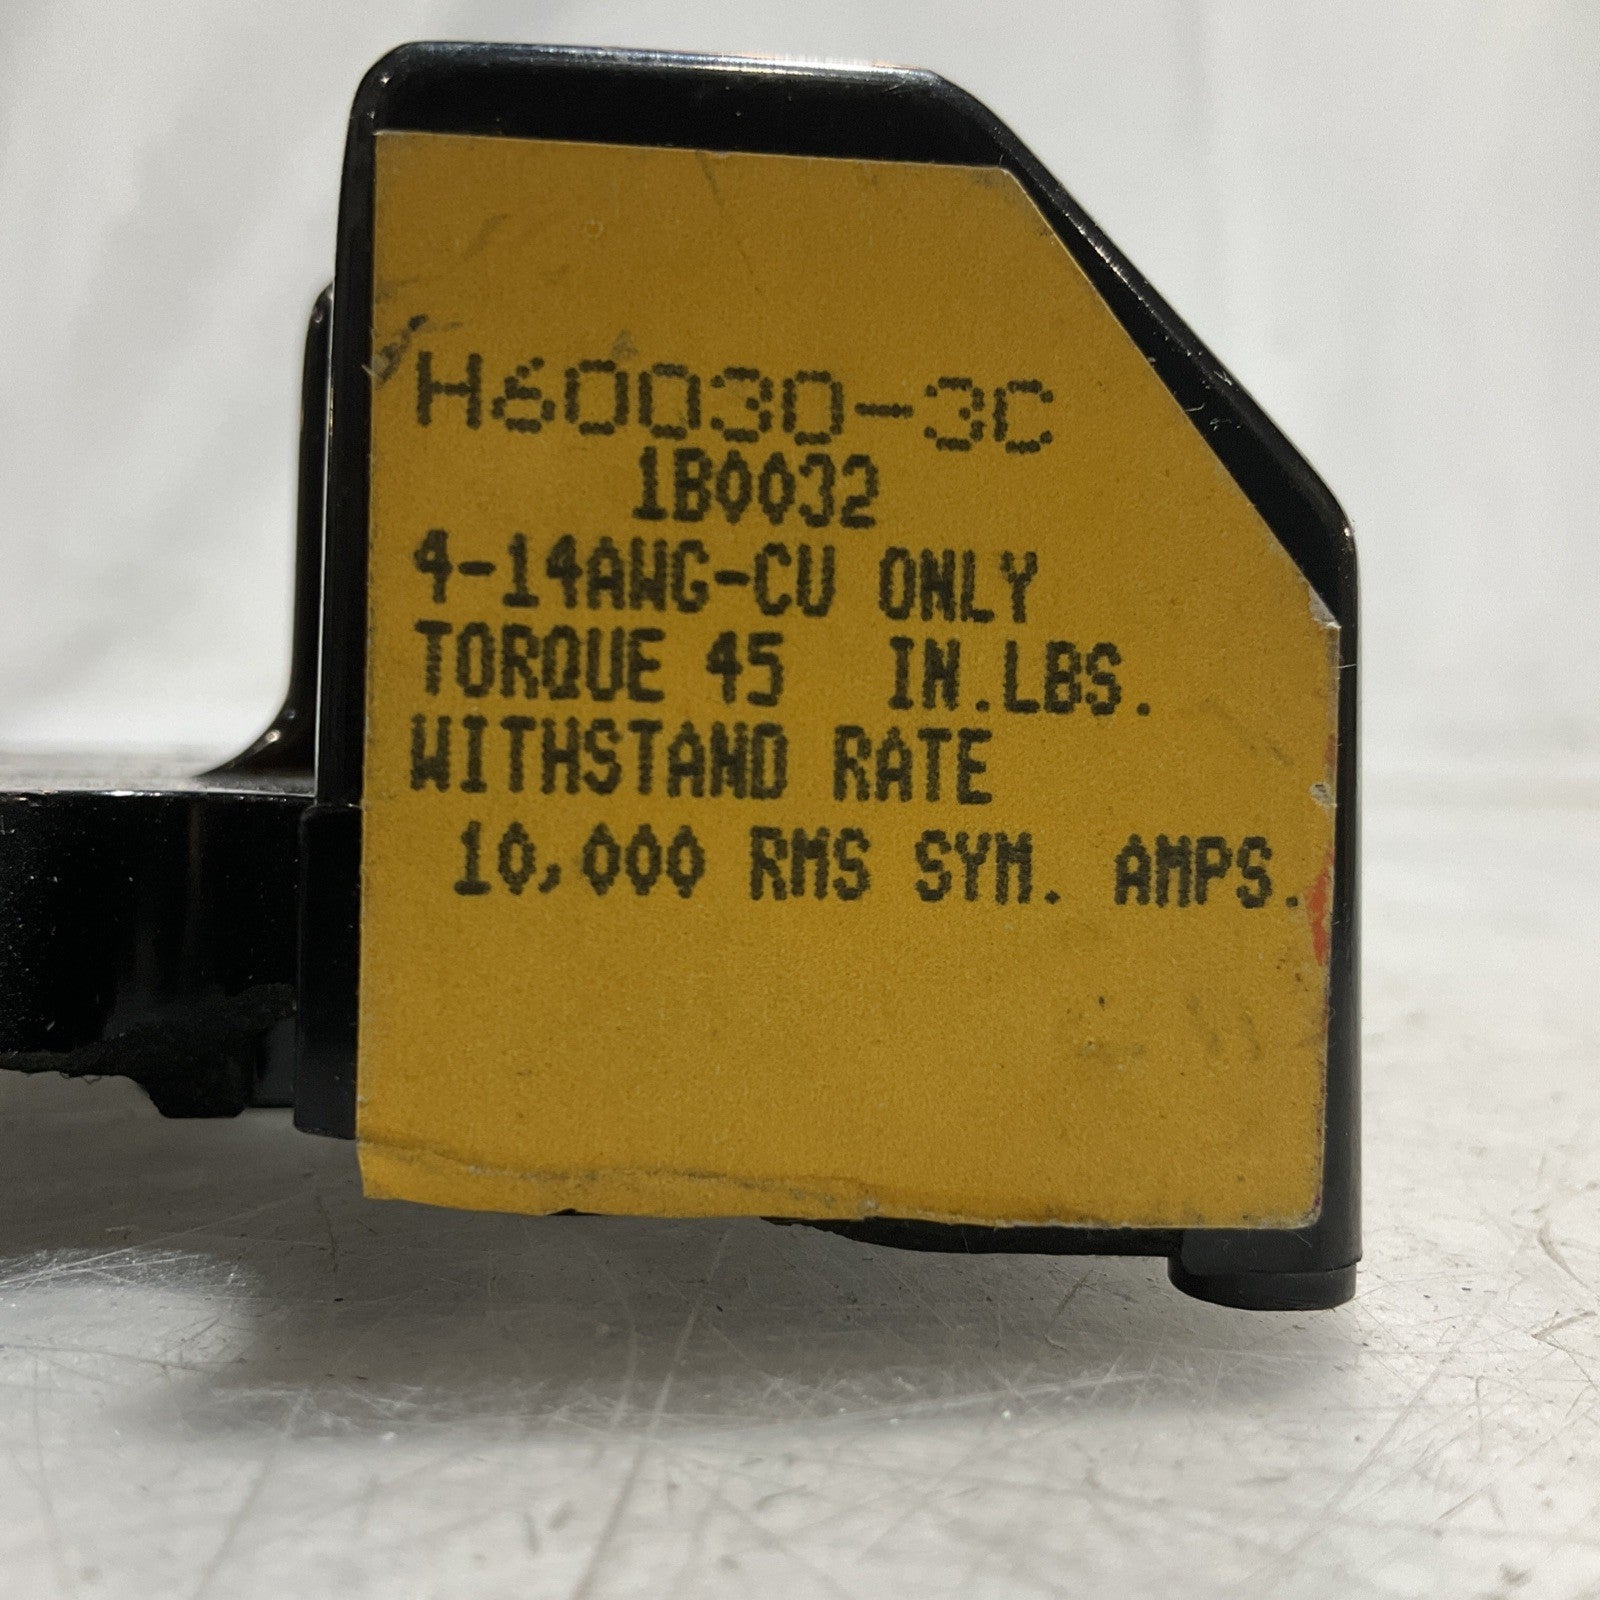 H60030-3C
1B0032
4-14AWG-CU ONLY
TORQUE 45 IN.LBS.
WITHSTAND RATE
10,000 RMS SYM. AMPS.